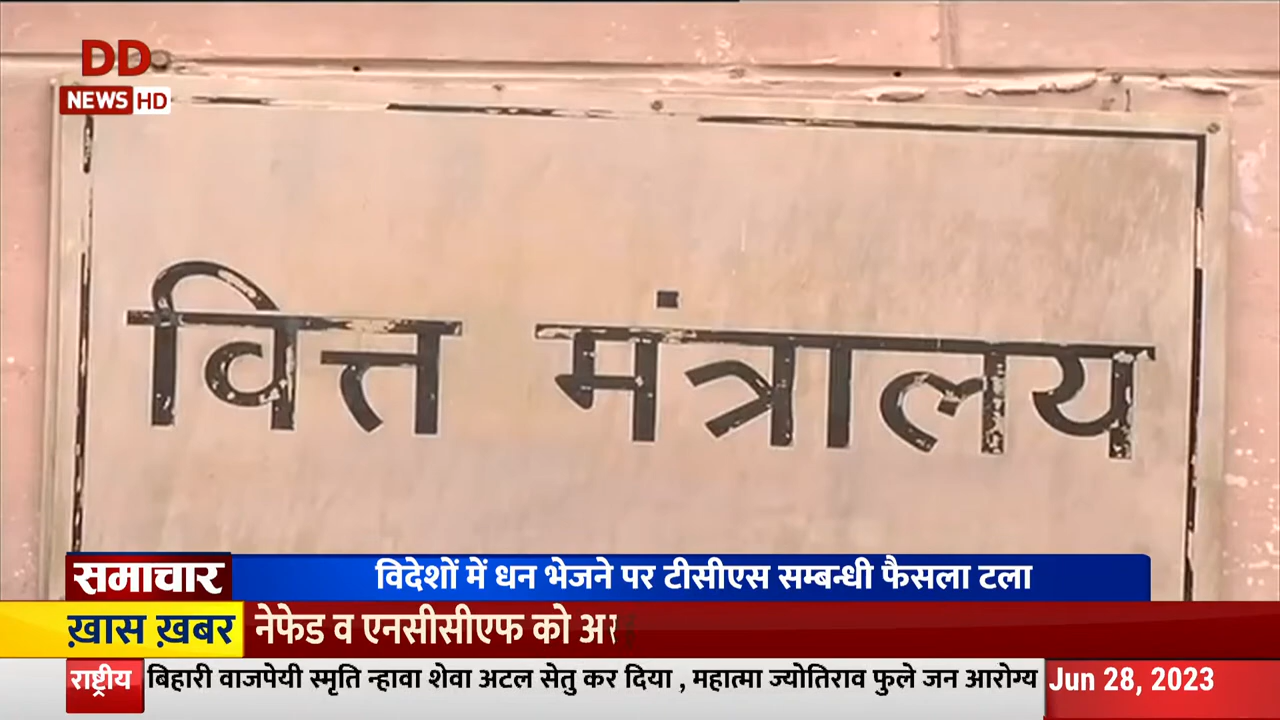 DD
NEWS HD
वित्त मंत्रालय
समाचार
विदेशों में धन भेजने पर टीसीएस सम्बन्धी फैसला टला
ख़ास ख़बर
नेफेड व एनसीसीएफ को
राष्ट्रीय
बिहारी वाजपेयी स्मृति न्हावा शेवा अटल सेतु कर दिया , महात्मा ज्योतिराव फुले जन आरोग्य
Jun 28, 2023